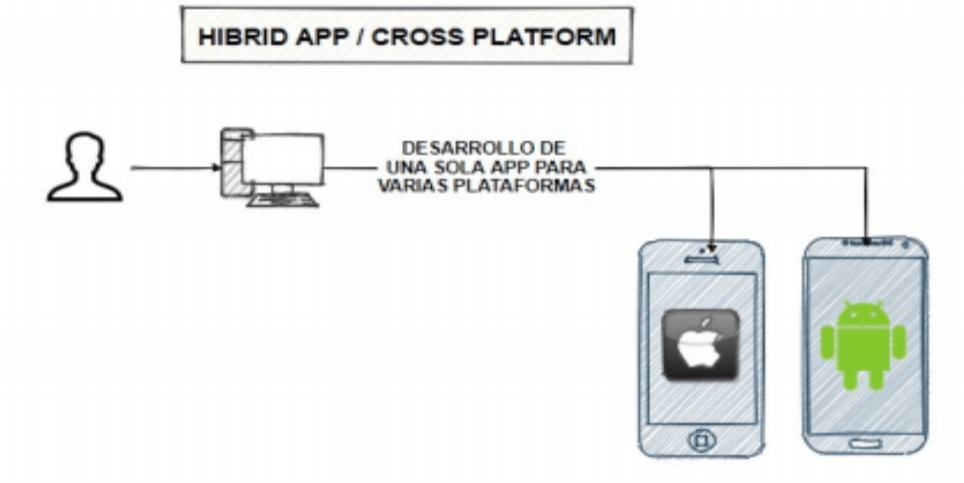 HIBRID APP / CROSS PLATFORM
DESARROLLO DE
UNA SOLA APP PARA
VARIAS PLATAFORMAS